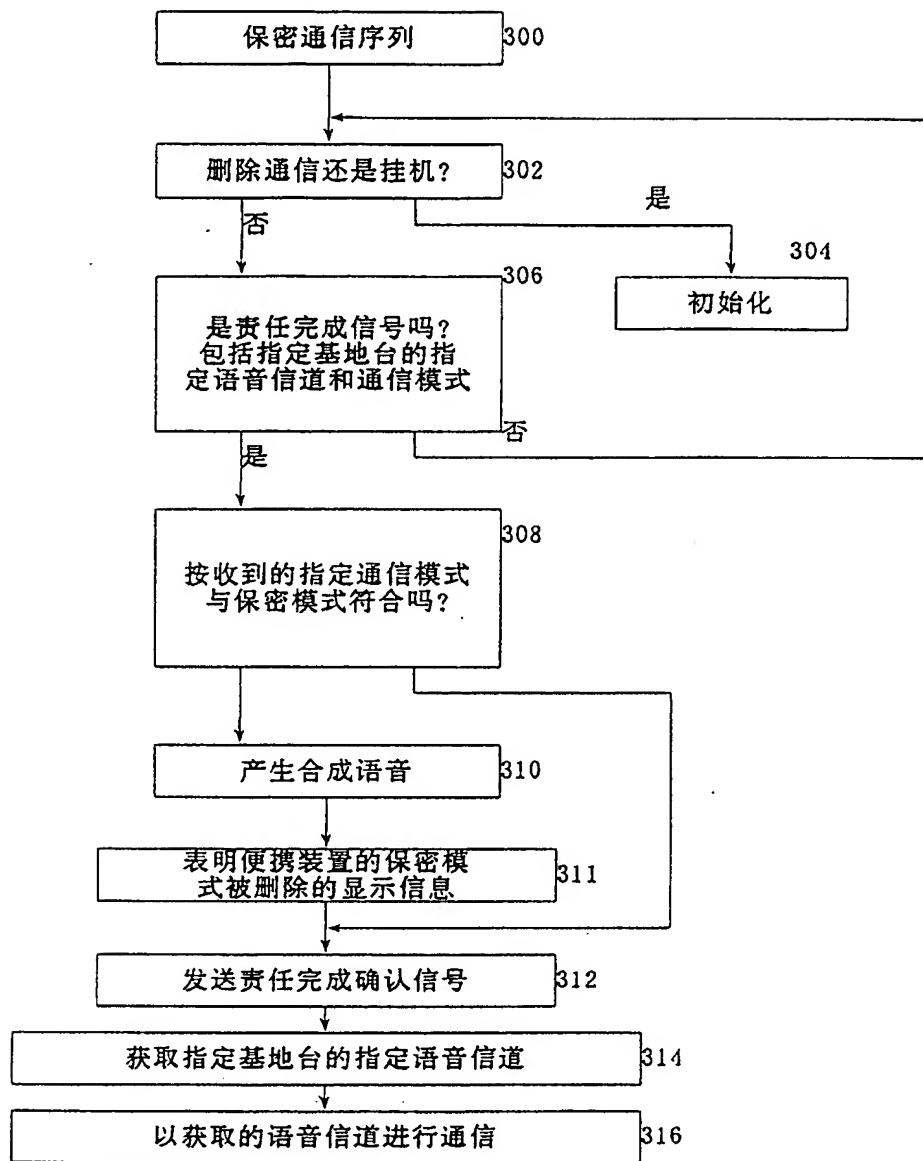 保密通信序列 300
删除通信还是挂机? 302
是
否
304
306
初始化
是责任完成信号吗?
包括指定基地台的指
定语音信道和通信模式
否
是
308
按收到的指定通信模式
与保密模式符合吗?
产生合成语音 310
表明便携装置的保密模
式被删除的显示信息 311
发送责任完成确认信号 312
获取指定基地台的指定语音信道 314
以获取的语音信道进行通信 316